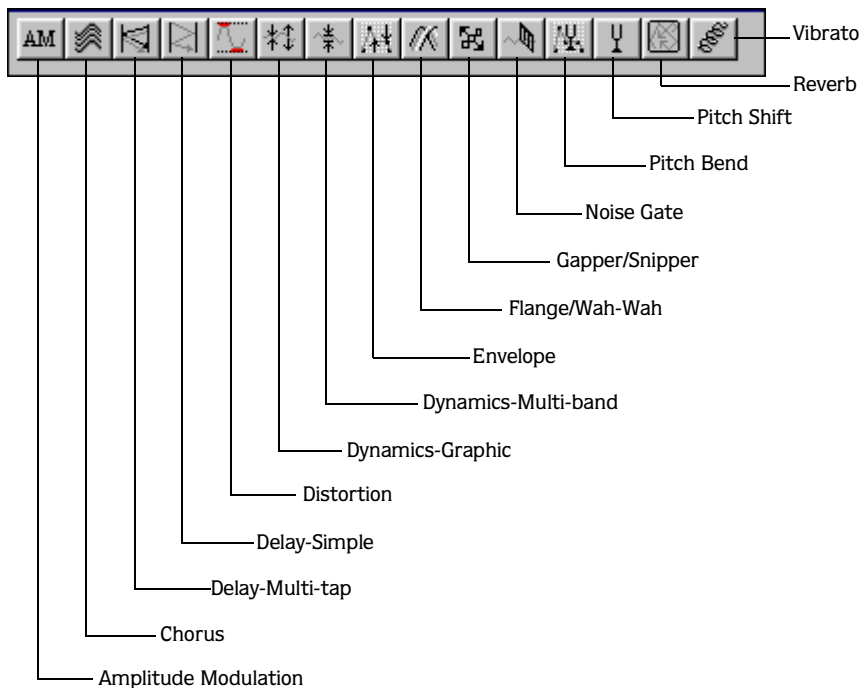 AM
Vibrato
Reverb
Pitch Shift
Pitch Bend
Noise Gate
Gapper/Snipper
Flange/Wah-Wah
Envelope
Dynamics-Multi-band
Dynamics-Graphic
Distortion
Delay-Simple
Delay-Multi-tap
Chorus
Amplitude Modulation